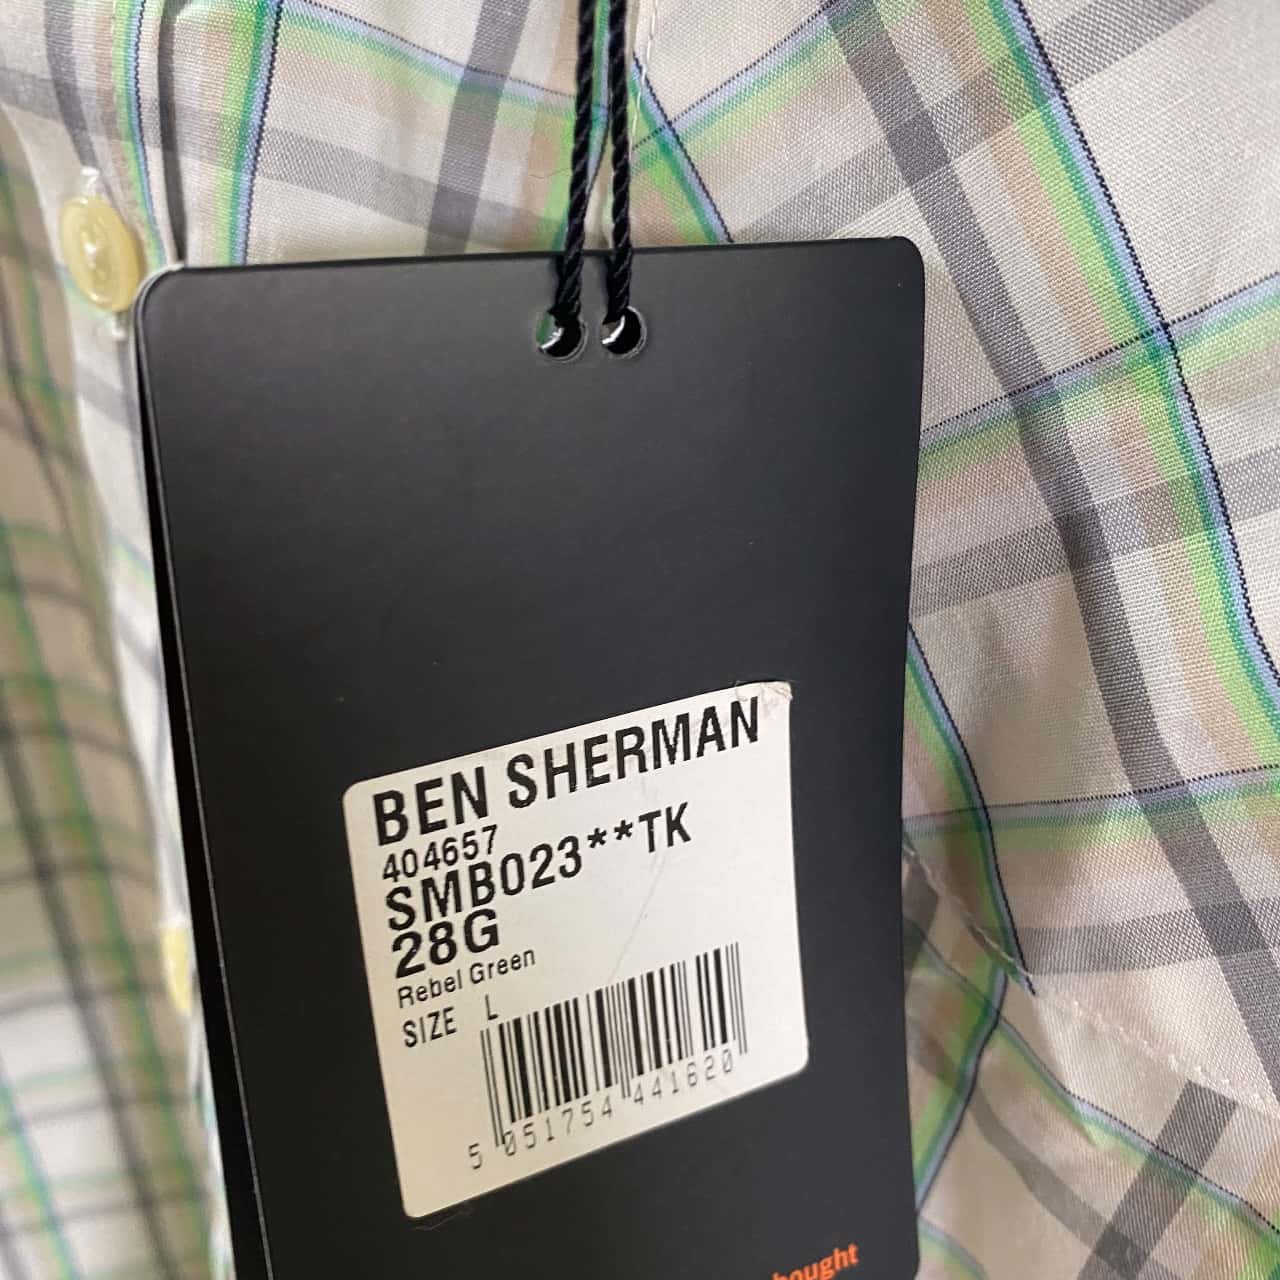 BEN SHERMAN
404657
SMB023**TK
28G
Rebel Green
SIZE L
5 051754 441620